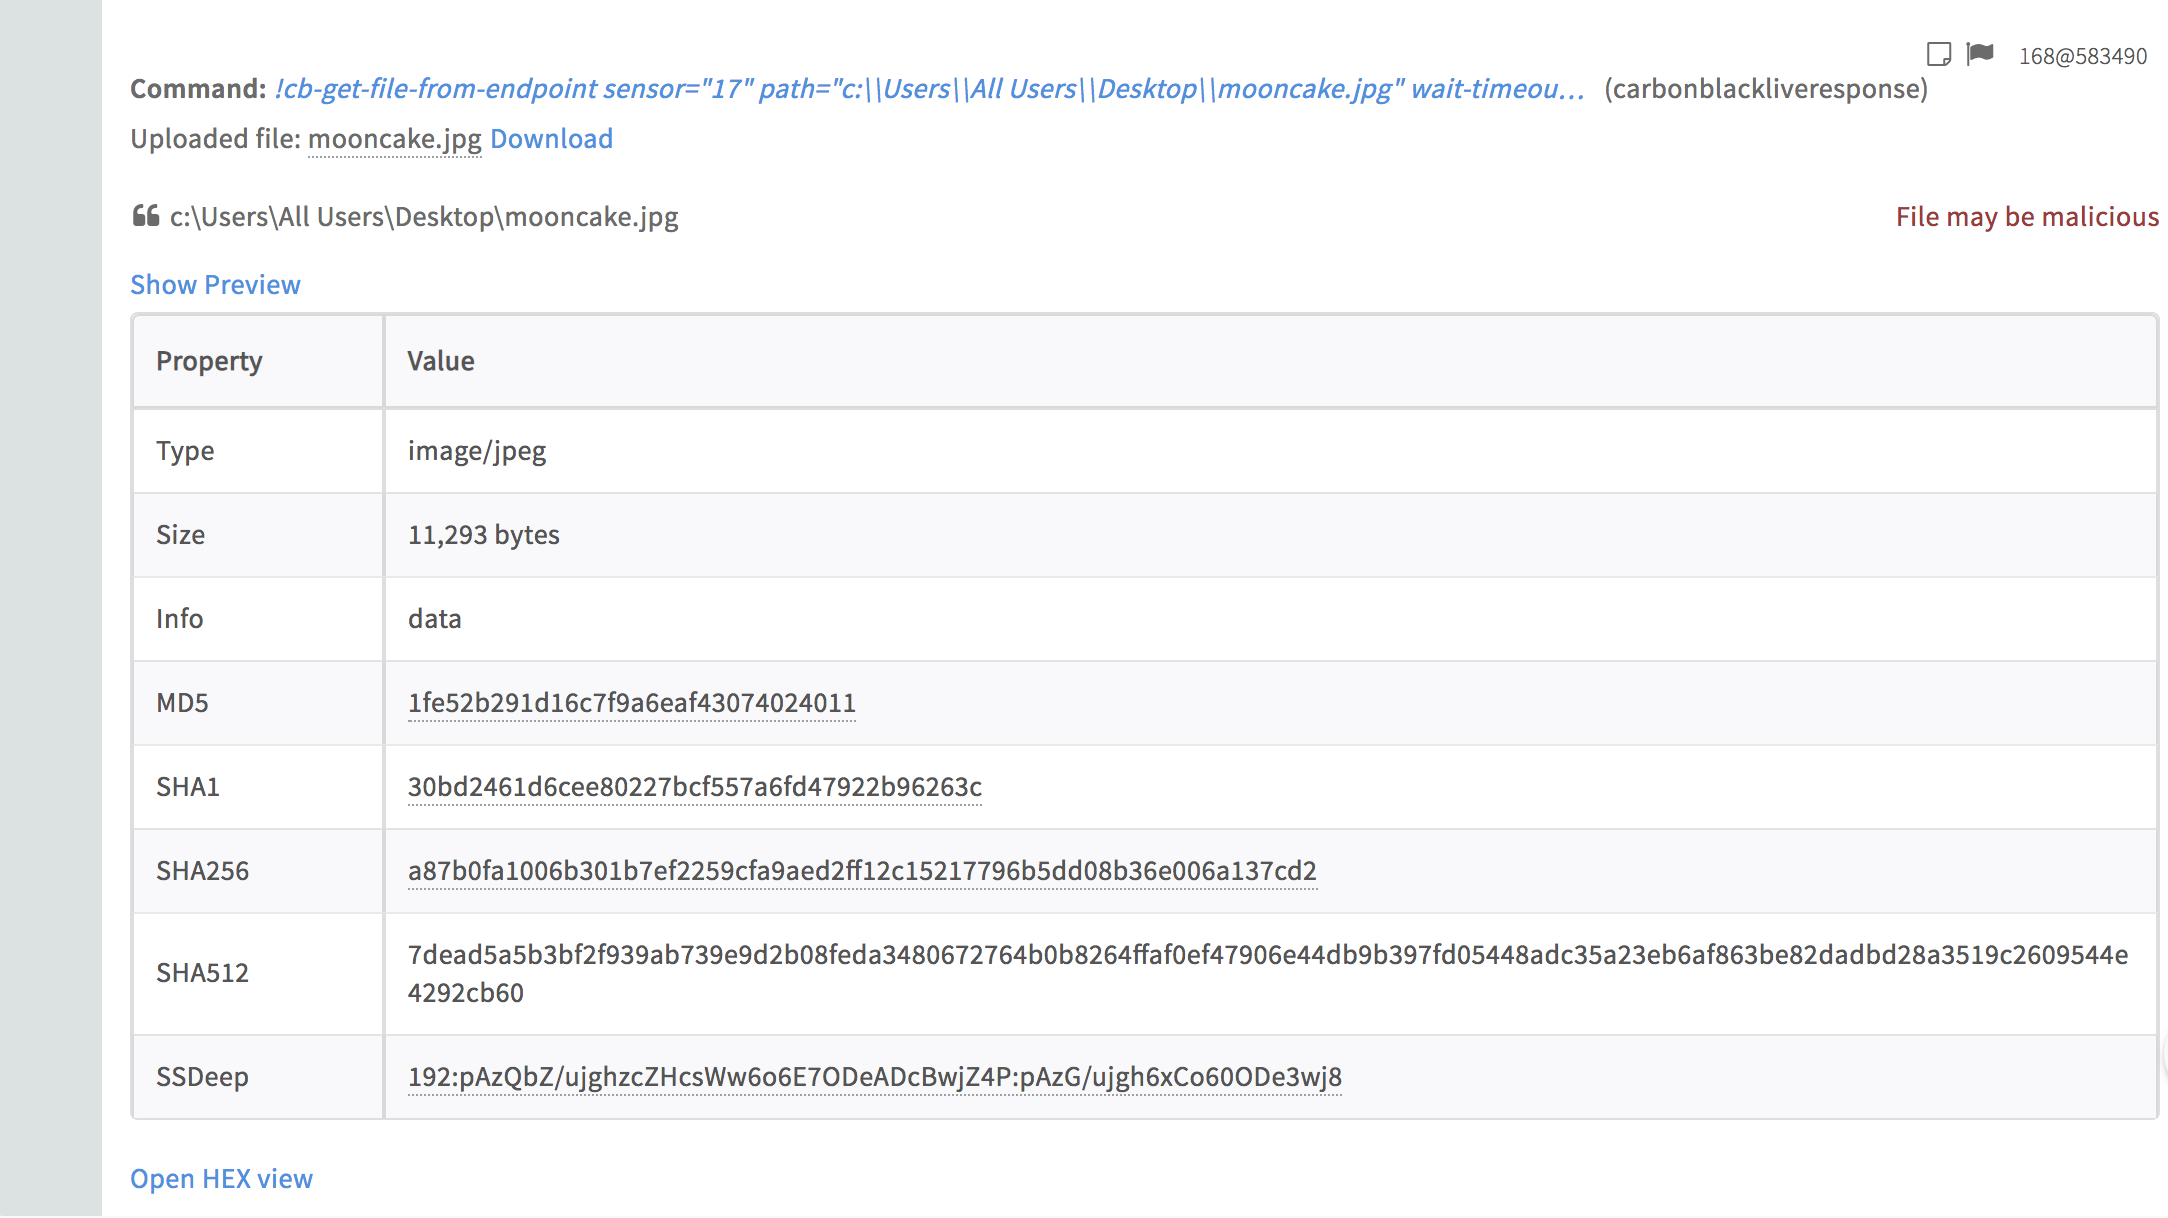 168@583490
Command: !cb-get-file-from-endpoint sensor="17" path="c:\\Users\\All Users\\Desktop\\mooncake.jpg" wait-timeou... (carbonblackliveresponse)
Uploaded file: mooncake.jpg Download
c:\Users\All Users\Desktop\mooncake.jpg File may be malicious
Show Preview
Property Value
Type image/jpeg
Size 11,293 bytes
Info data
MD5 1fe52b291d16c7f9a6eaf43074024011
SHA1 30bd2461d6cee80227bcf557a6fd47922b96263c
SHA256 a87b0fa1006b301b7ef2259cfa9aed2ff12c15217796b5dd08b36e006a137cd2
SHA512 7dead5a5b3bf2f939ab739e9d2b08feda3480672764b0b8264ffaf0ef47906e44db9b397fd05448adc35a23eb6af863be82dadbd28a3519c2609544e
4292cb60
SSDeep 192:pAzQbZ/ujghzcZHcsWw6o6E7ODeADcBwjZ4P:pAzG/ujgh6xCo60ODe3wj8
Open HEX view